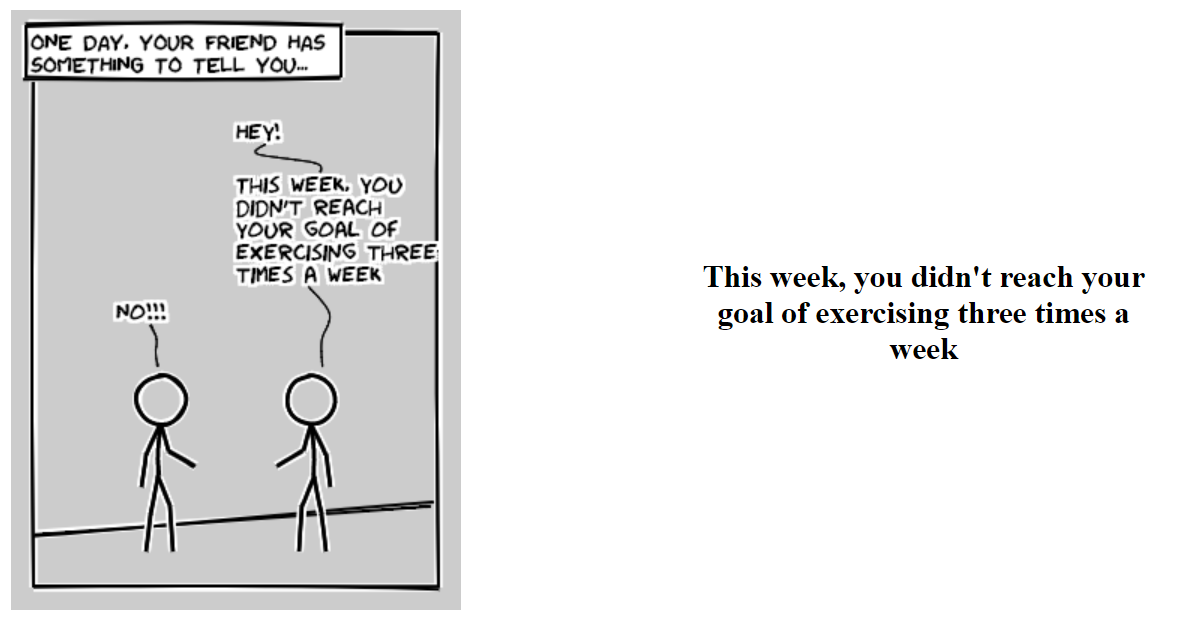 ONE DAY, YOUR FRIEND HAS
SOMETHING TO TELL YOU...
HEY!
THIS WEEK, YOU
DIDN'T REACH
YOUR GOAL OF
EXERCISING THREE
TIMES A WEEK
NO!!!
This week, you didn't reach your
goal of exercising three times a
week